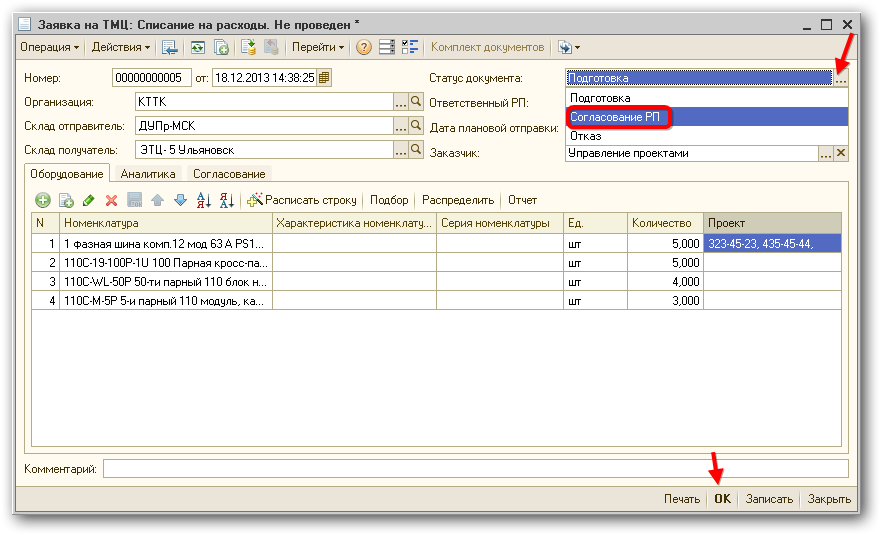 Заявка на ТМЦ: Списание на расходы. Не проведен *
Операция Действия Перейти Комплект документов
Номер: 00000000005 от: 18.12.2013 14:38:25 Статус документа: Подготовка ...
Подготовка
Организация: КТТК ... Ответственный РП: Согласование РП
Склад отправитель: ДУПр-МСК ... Дата плановой отправки: Отказ
Склад получатель: ЭТЦ- 5 Ульяновск ... Заказчик: Управление проектами ...
Оборудование Аналитика Согласование
Расписать строку Подбор Распределить Отчет
N Номенклатура Характеристика номенклату... Серия номенклатуры Ед. Количество Проект
1 1 фазная шина комп.12 мод 63 А PS1... шт 5,000 323-45-23, 435-45-44,
2 110C-19-100P-1U 100 Парная кросс-па... шт 5,000
3 110C-WL-50P 50-ти парный 110 блок н... шт 4,000
4 110C-M-5P 5-и парный 110 модуль, ка... шт 3,000
Комментарий:
Печать OK Записать Закрыть